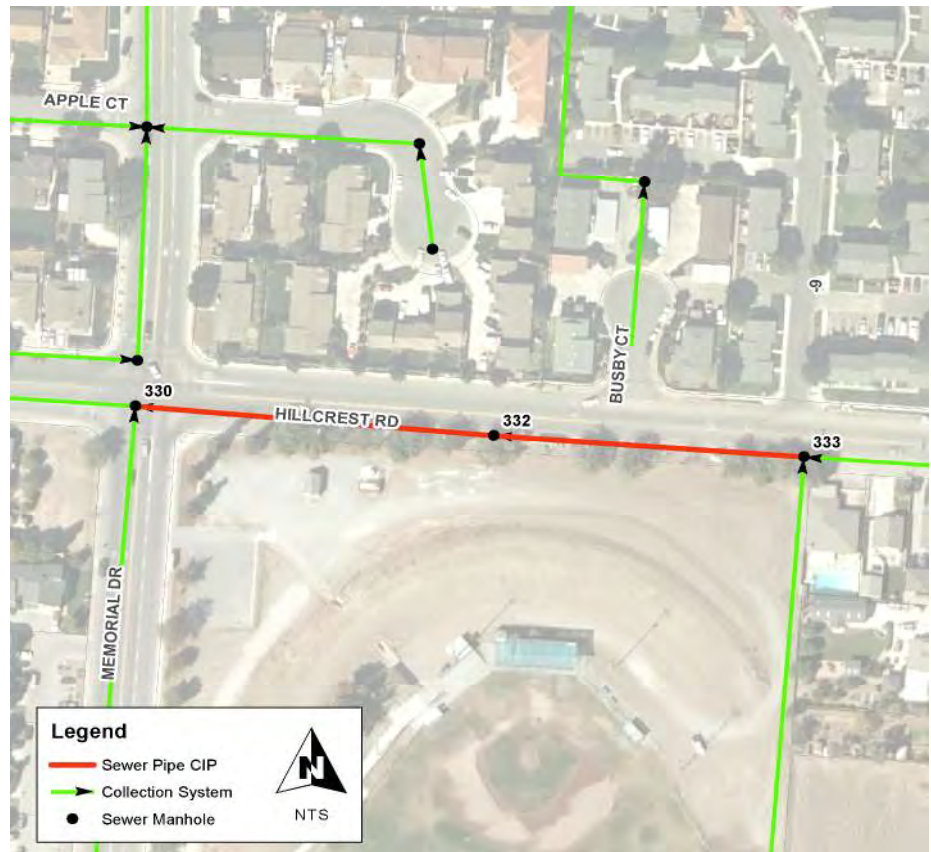 APPLE CT
BUSBY CT
-9
330
HILLCREST RD
332
333
MEMORIAL DR
Legend
Sewer Pipe CIP
Collection System
Sewer Manhole
N
NTS